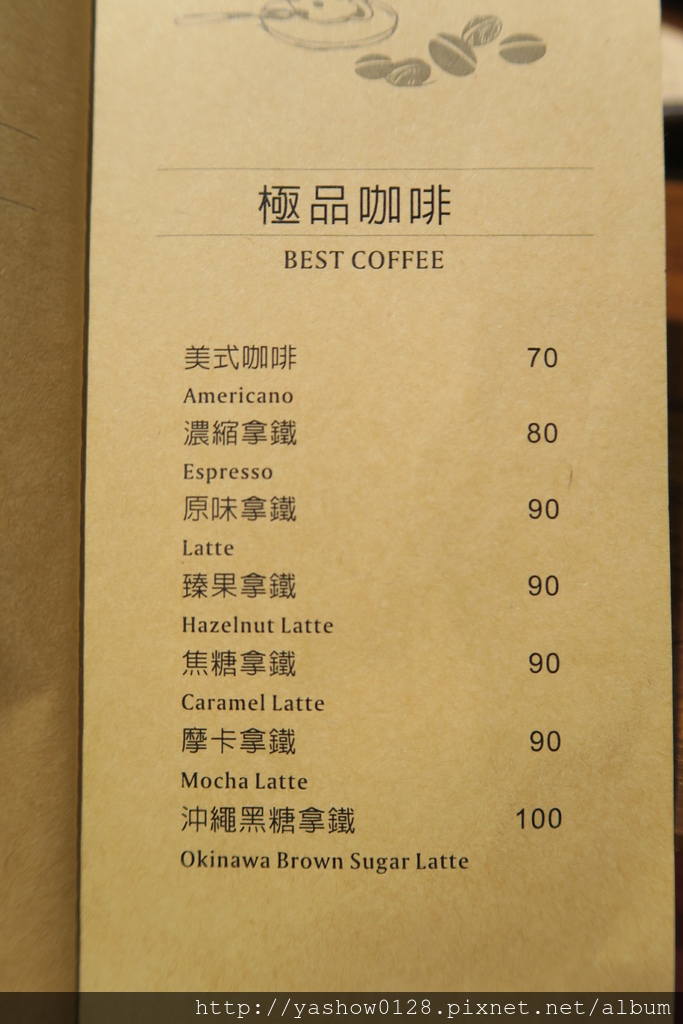 極品咖啡
BEST COFFEE
美式咖啡 70
Americano
濃縮拿鐵 80
Espresso
原味拿鐵 90
Latte
臻果拿鐵 90
Hazelnut Latte
焦糖拿鐵 90
Caramel Latte
摩卡拿鐵 90
Mocha Latte
沖繩黑糖拿鐵 100
Okinawa Brown Sugar Latte
http://yashow0128.pixnet.net/album